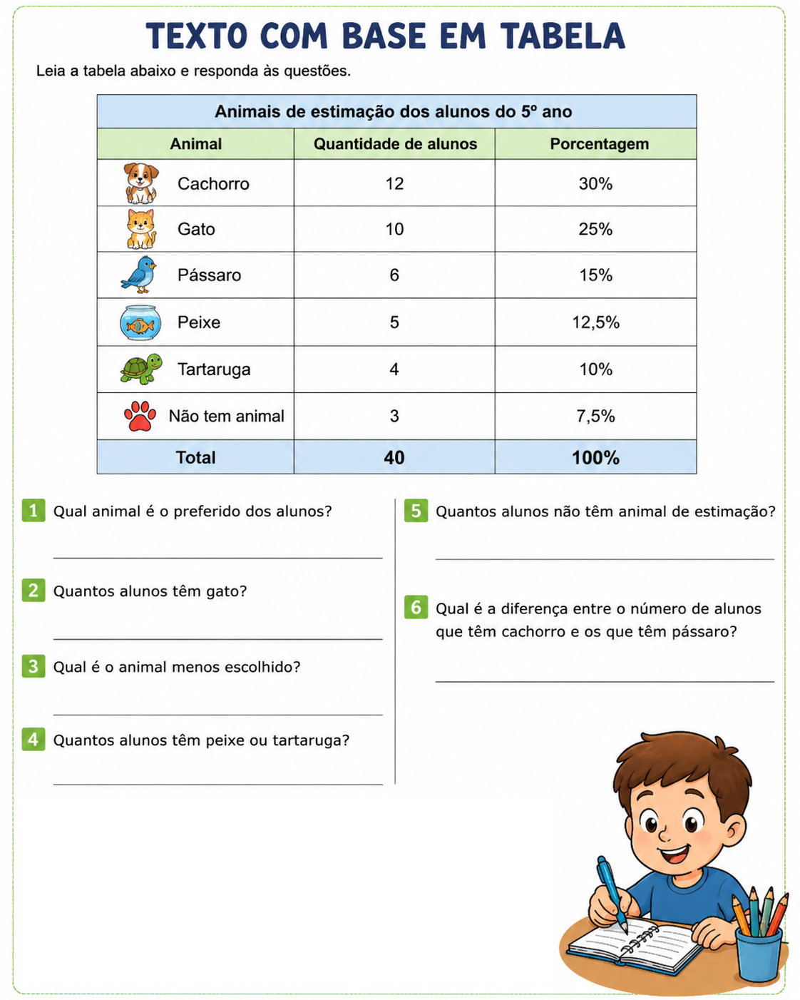 TEXTO COM BASE EM TABELA
Leia a tabela abaixo e responda às questões.
Animais de estimação dos alunos do 5º ano
Animal Quantidade de alunos Porcentagem
Cachorro 12 30%
Gato 10 25%
Pássaro 6 15%
Peixe 5 12,5%
Tartaruga 4 10%
Não tem animal 3 7,5%
Total 40 100%
1 Qual animal é o preferido dos alunos?
2 Quantos alunos têm gato?
3 Qual é o animal menos escolhido?
4 Quantos alunos têm peixe ou tartaruga?
5 Quantos alunos não têm animal de estimação?
6 Qual é a diferença entre o número de alunos
que têm cachorro e os que têm pássaro?